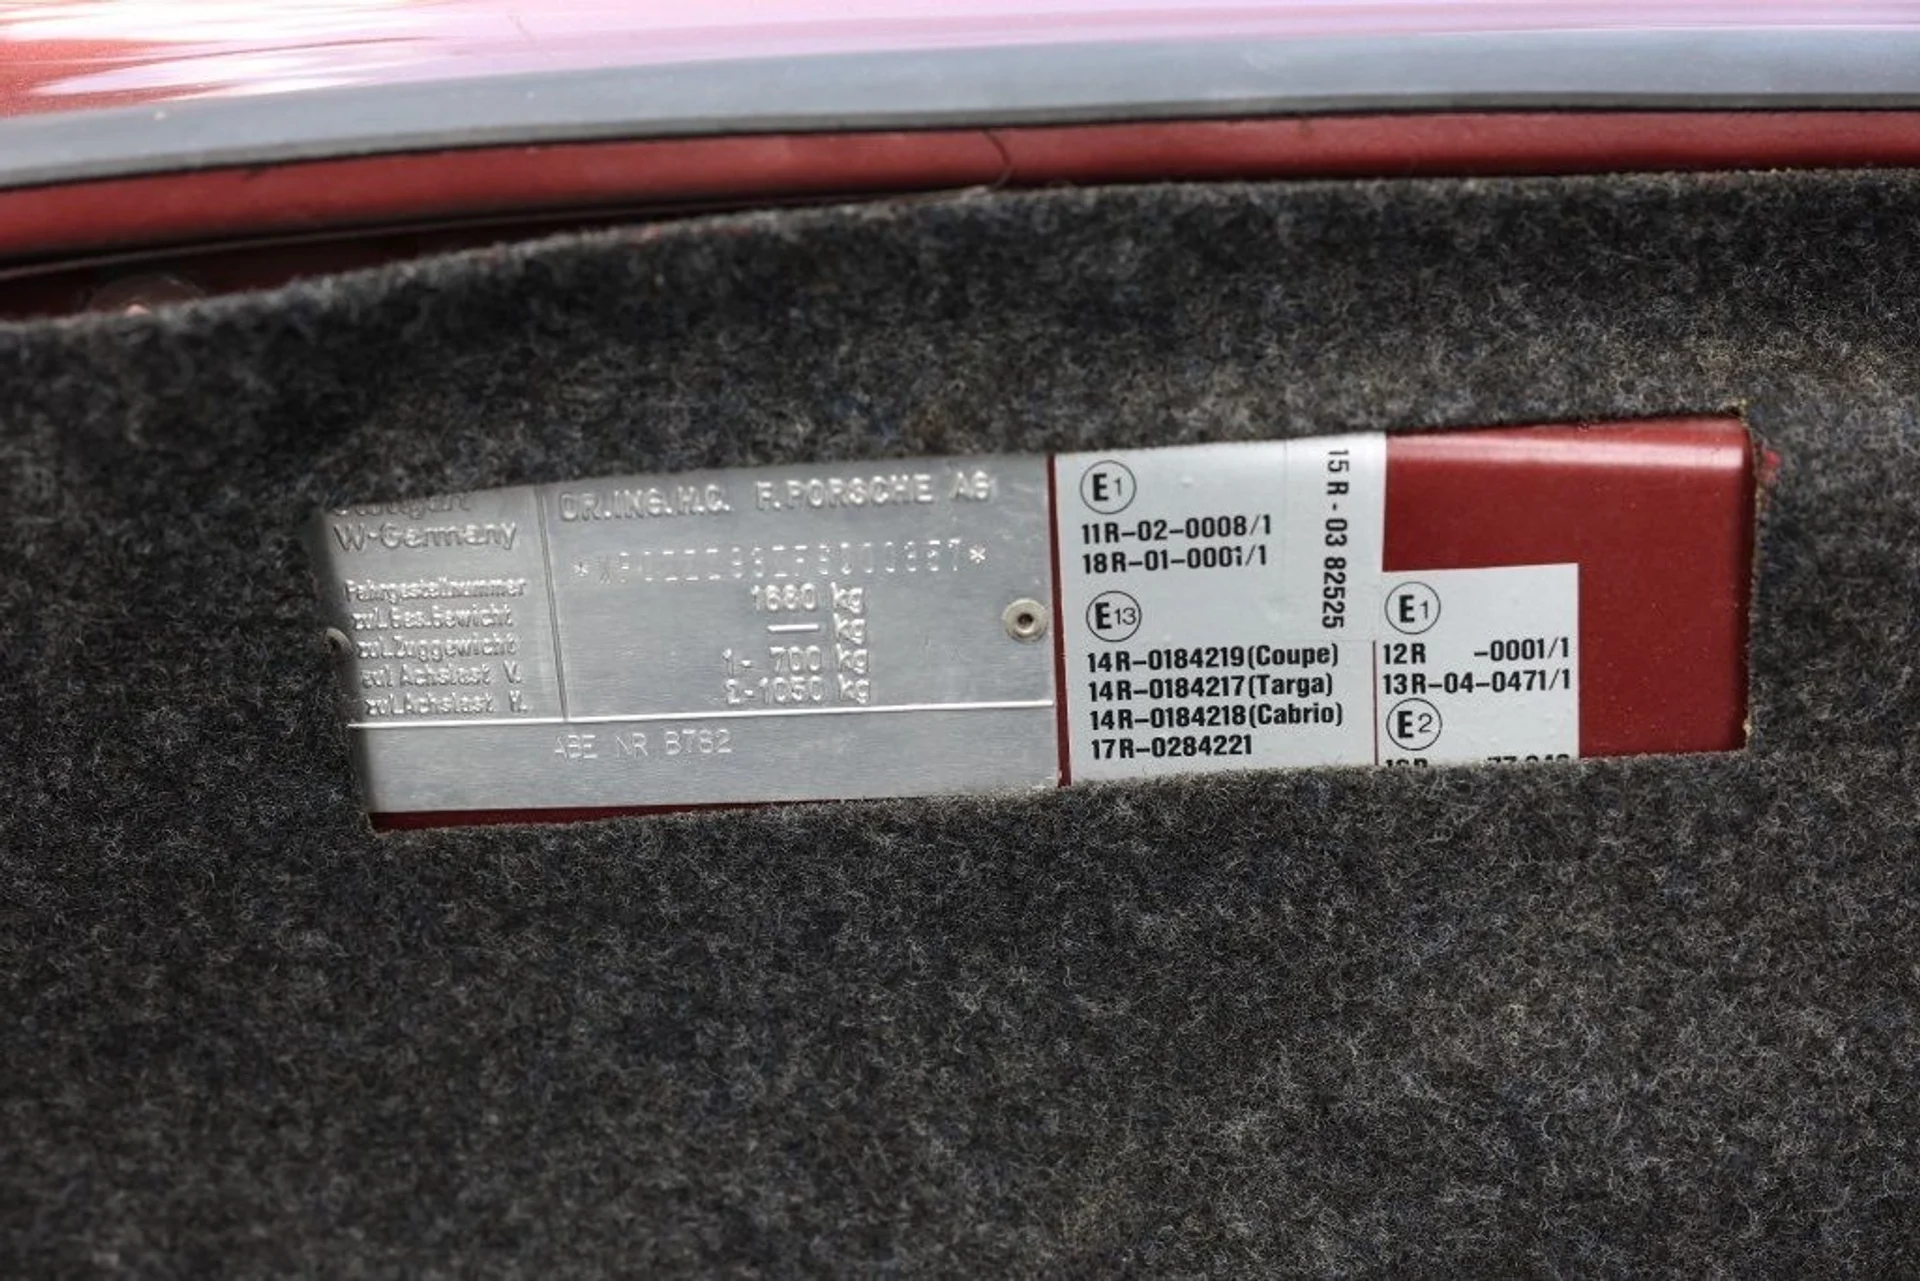 W-Germany
DR.ING.H.C. F.PORSCHE AG
Fahrgestellnummer
zul.Ges.Gewicht 1680 kg
zul.Zuggewicht — kg
zul.Achslast V. 1- 700 kg
zul.Achslast H. 2-1050 kg
ABE NR B782
E1
11R-02-0008/1
18R-01-0001/1
E13
14R-0184219(Coupe)
14R-0184217(Targa)
14R-0184218(Cabrio)
17R-0284221
15R-03 82525
E1
12R -0001/1
13R-04-0471/1
E2